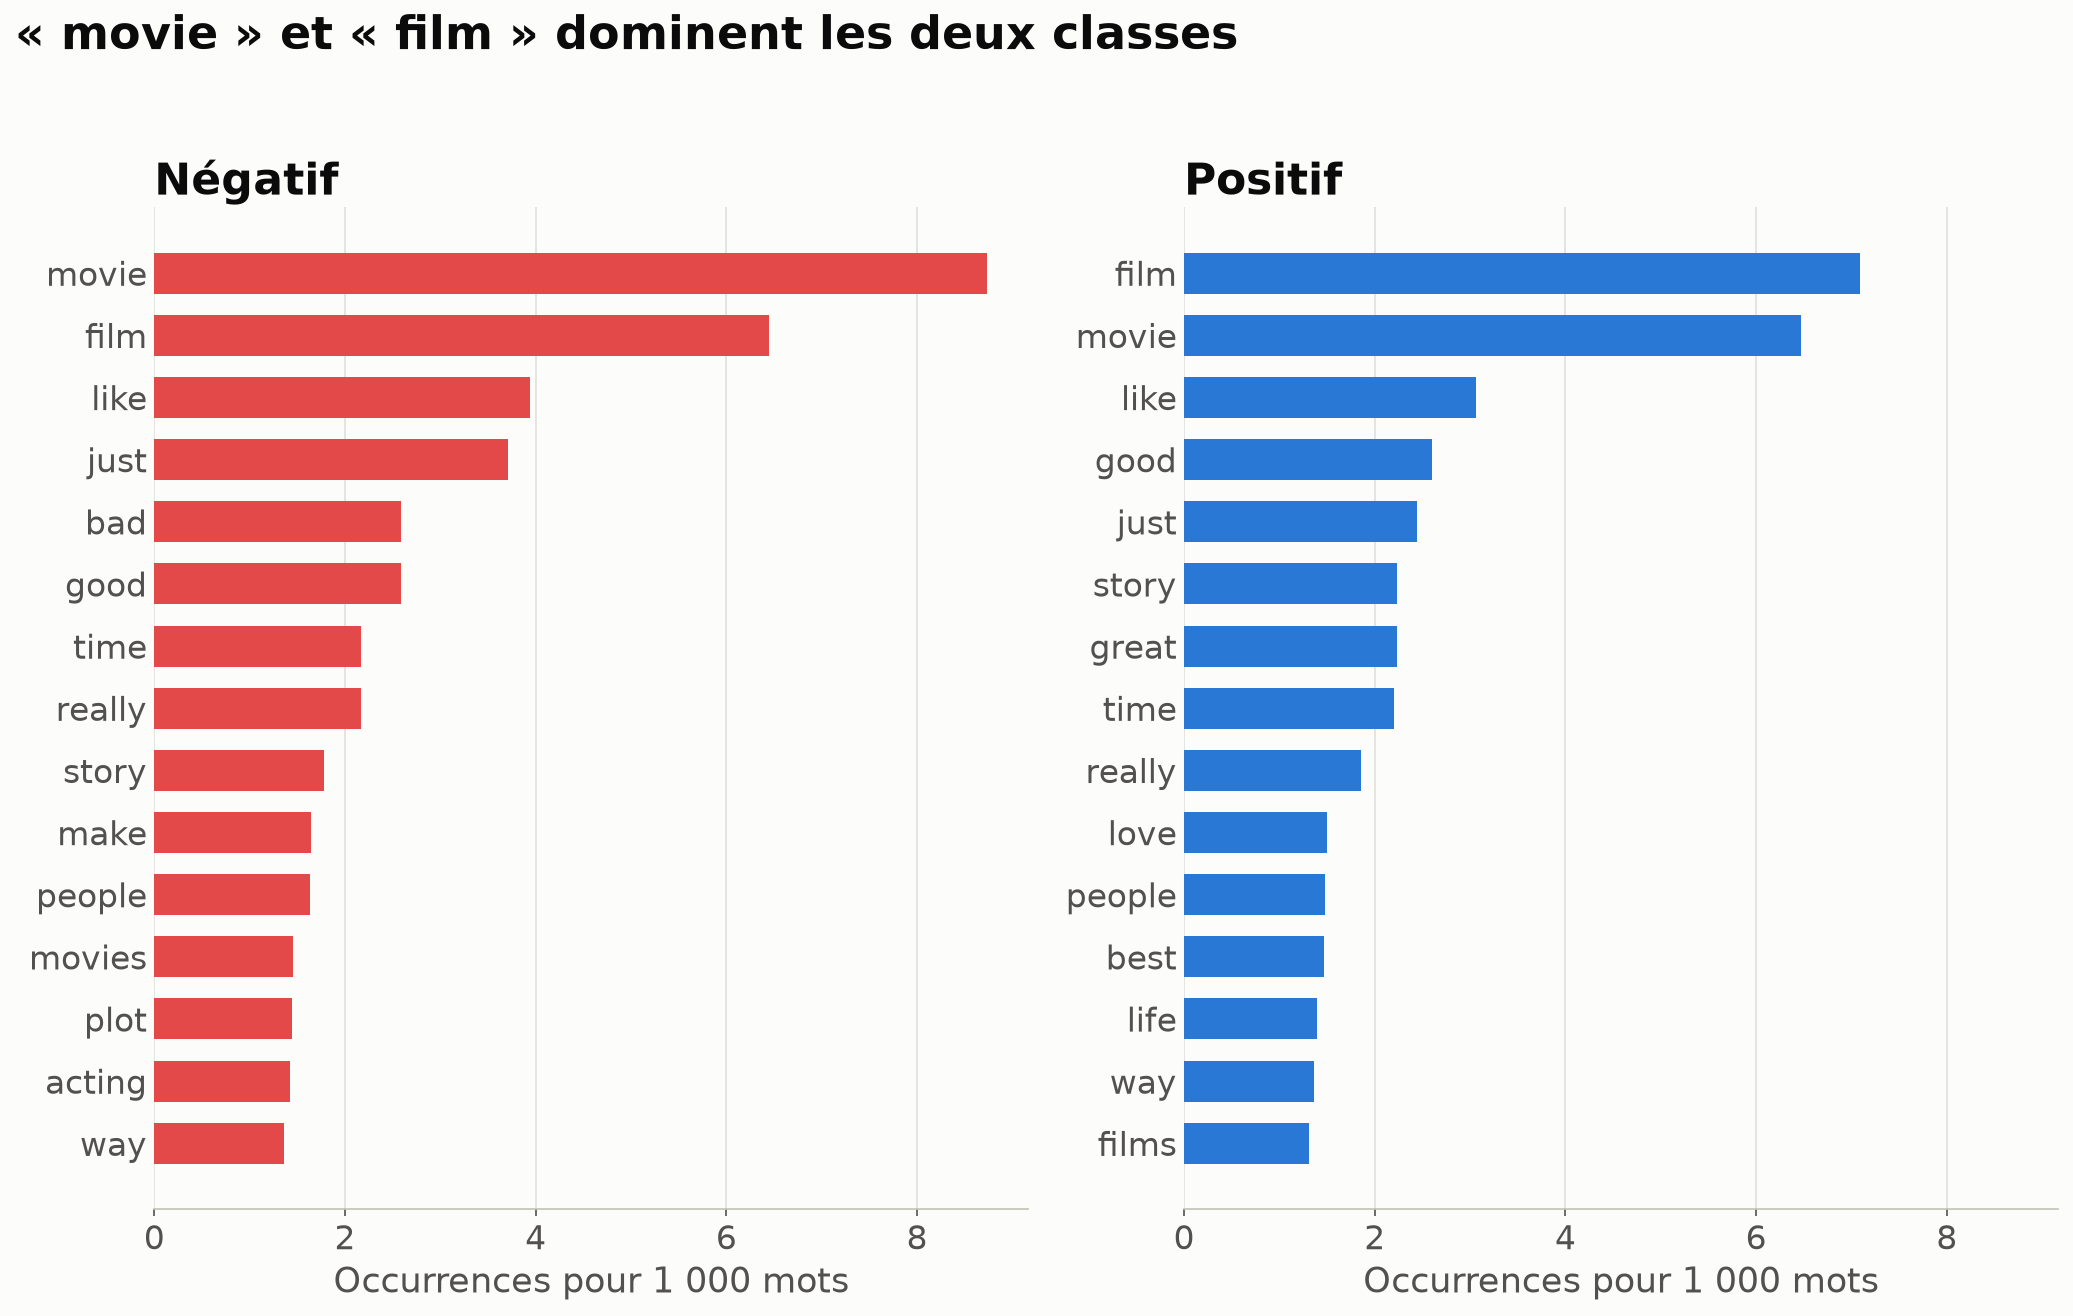 « movie » et « film » dominent les deux classes
Négatif
movie
film
like
just
bad
good
time
really
story
make
people
movies
plot
acting
way
0 2 4 6 8
Occurrences pour 1 000 mots
Positif
film
movie
like
good
just
story
great
time
really
love
people
best
life
way
films
0 2 4 6 8
Occurrences pour 1 000 mots